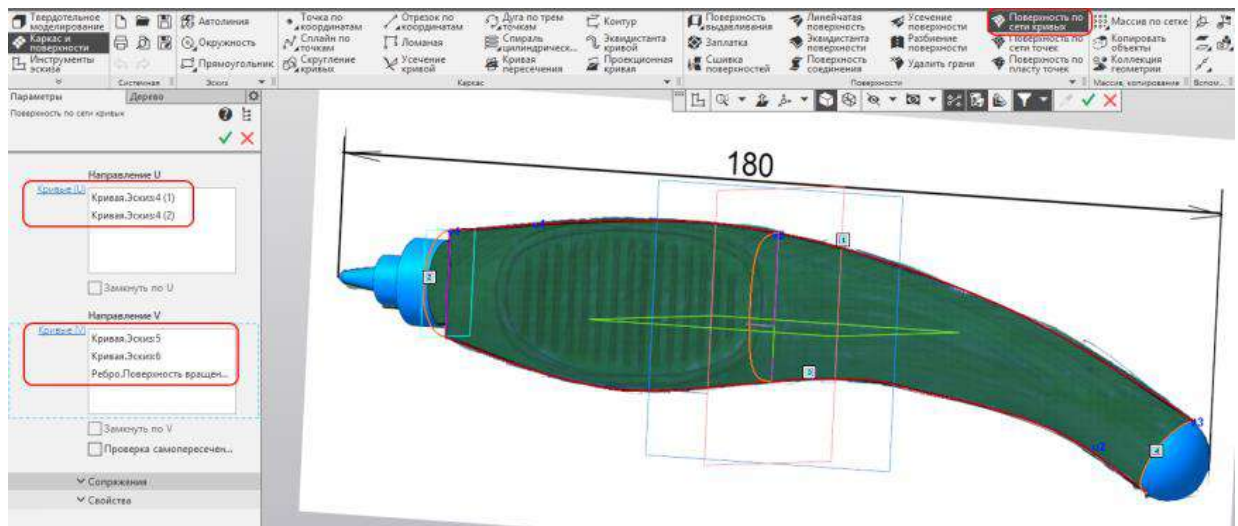 Твердотельное моделирование
Каркас и поверхности
Инструменты эскиза
Системная
Автолиния
Окружность
Прямоугольник
Эскиз
Точка по координатам
Сплайн по точкам
Скругление кривых
Отрезок по координатам
Ломаная
Усечение кривой
Дуга по трем точкам
Спираль цилиндрическ...
Кривая пересечения
Контур
Эквидистанта кривой
Проекционная кривая
Каркас
Поверхность выдавливания
Заплатка
Сшивка поверхностей
Линейчатая поверхность
Эквидистанта поверхности
Поверхность соединения
Усечение поверхности
Разбиение поверхности
Удалить грани
Поверхность по сети кривых
Поверхность по сети точек
Поверхность по пласту точек
Поверхности
Массив по сетке
Копировать объекты
Коллекция геометрии
Массив, копирование
Вспом...
Параметры
Дерево
Поверхность по сети кривых
Направление U
Кривые (U)
Кривая.Эскиз:4 (1)
Кривая.Эскиз:4 (2)
Замкнуть по U
Направление V
Кривые (V)
Кривая.Эскиз:5
Кривая.Эскиз:6
Ребро.Поверхность вращен...
Замкнуть по V
Проверка самопересечен...
Сопряжения
Свойства
180
1
2